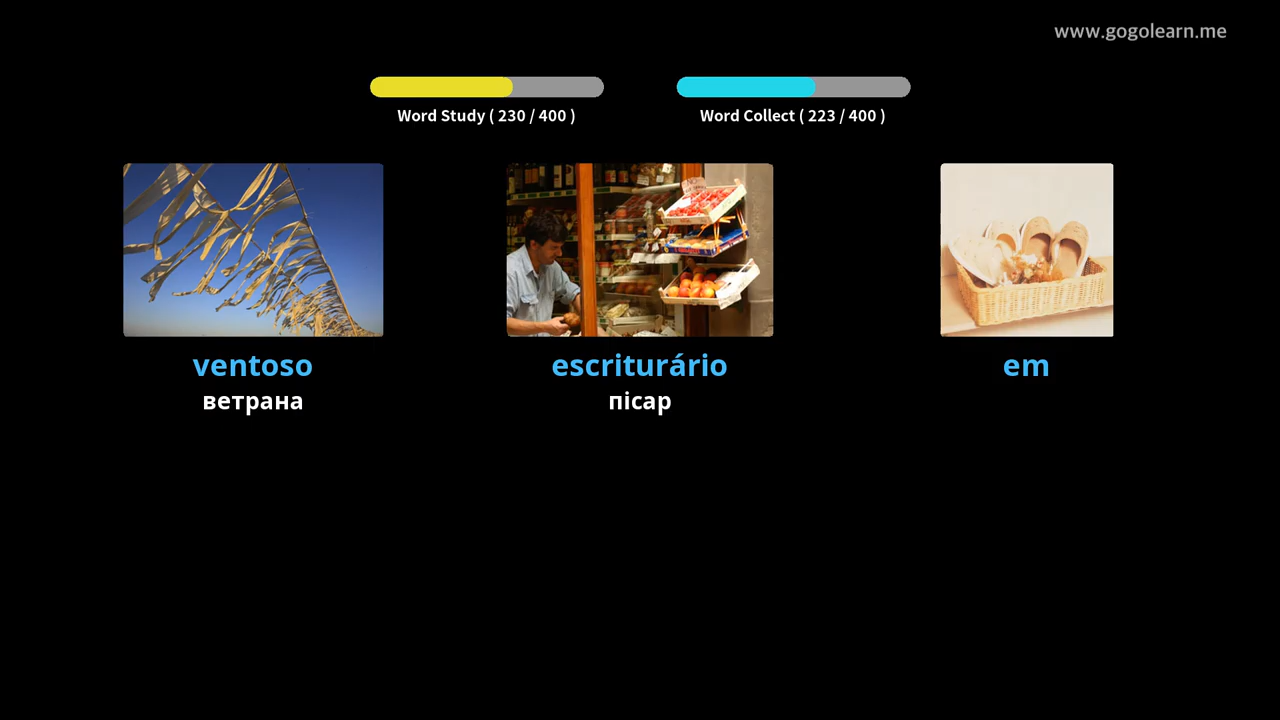 www.gogolearn.me
Word Study ( 230 / 400 )
Word Collect ( 223 / 400 )
ventoso
ветрана
escriturário
пісар
em